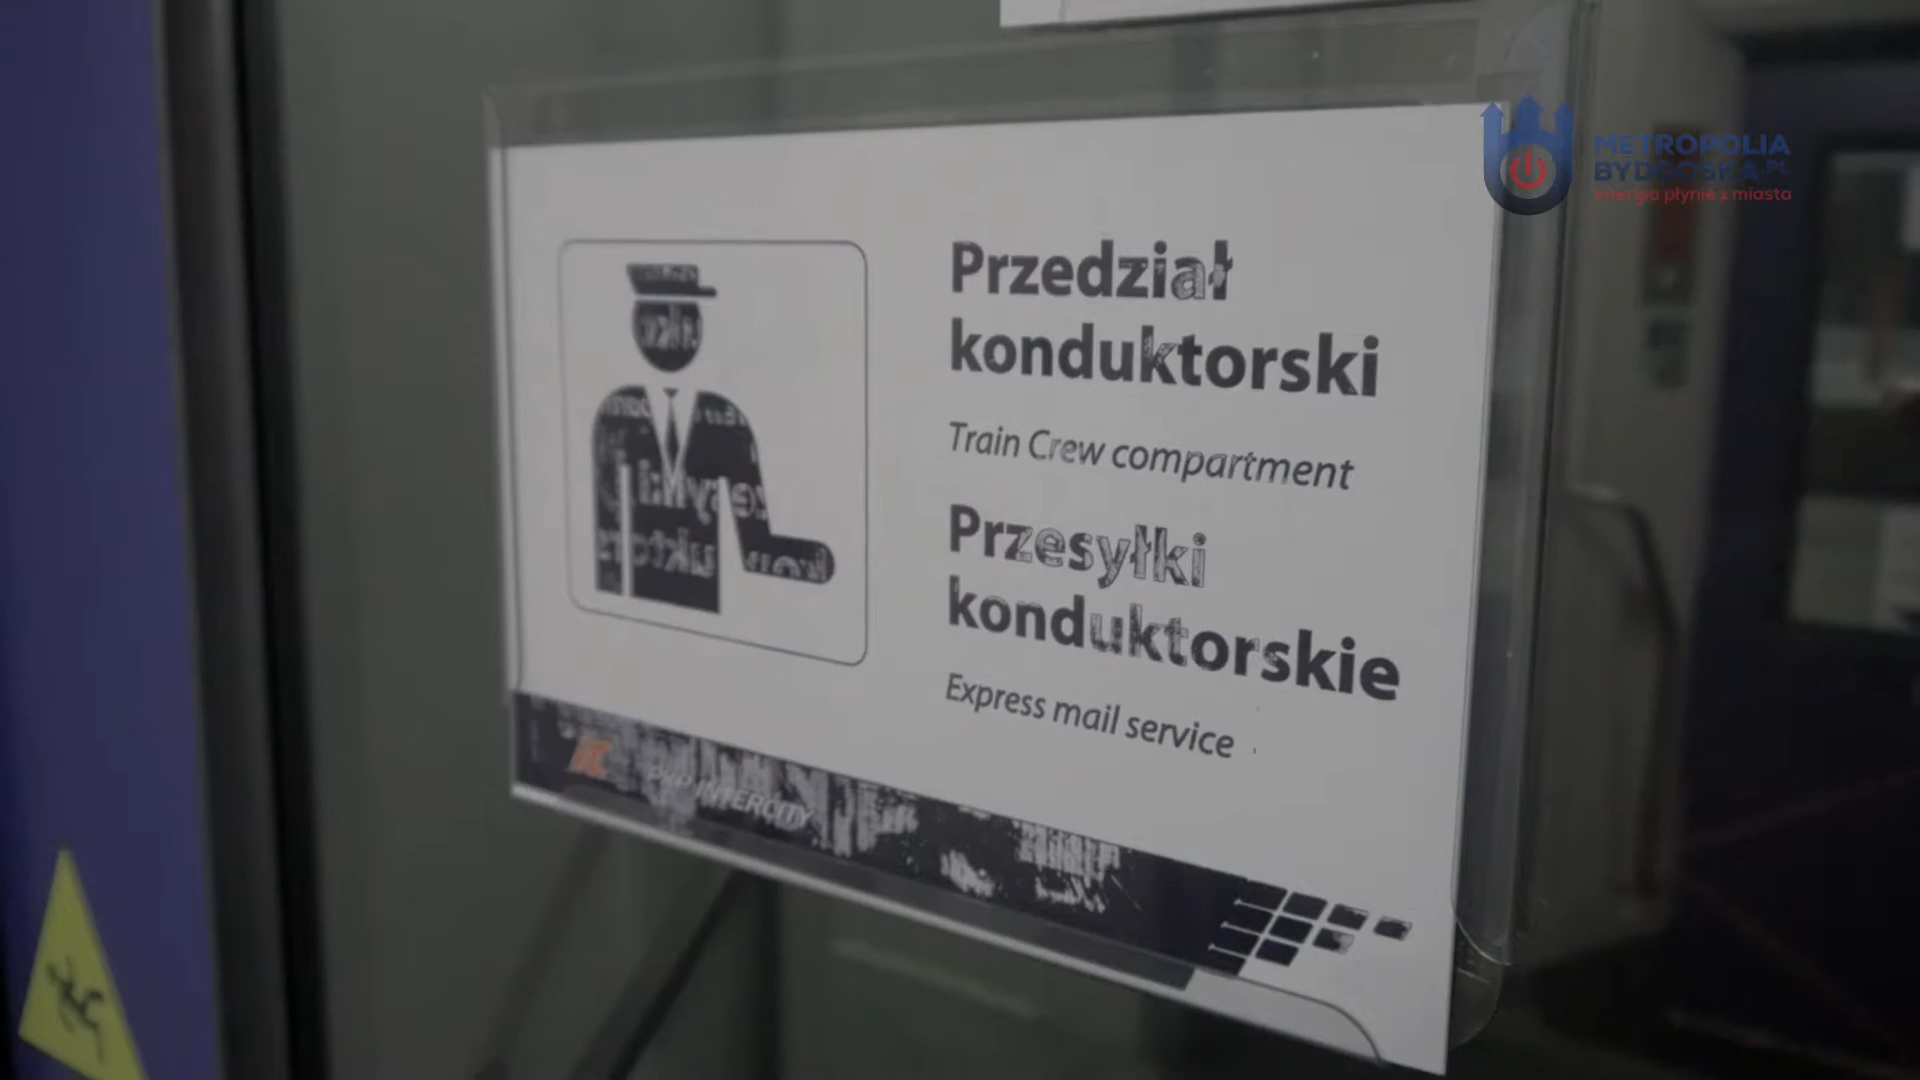 METROPOLIA
BYDGOSKA.PL
energia płynie z miasta
Przedział
konduktorski
Train Crew compartment
Przesyłki
konduktorskie
Express mail service
PKP INTERCITY